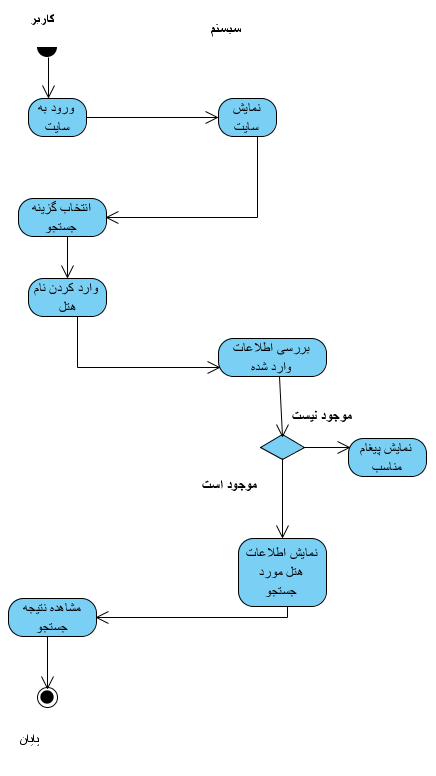 کاربر
سیستم
ورود به
سایت
نمایش
سایت
انتخاب گزینه
جستجو
وارد کردن نام
هتل
بررسی اطلاعات
وارد شده
موجود نیست
نمایش پیغام
مناسب
موجود است
نمایش اطلاعات
هتل مورد
جستجو
مشاهده نتیجه
جستجو
پایان